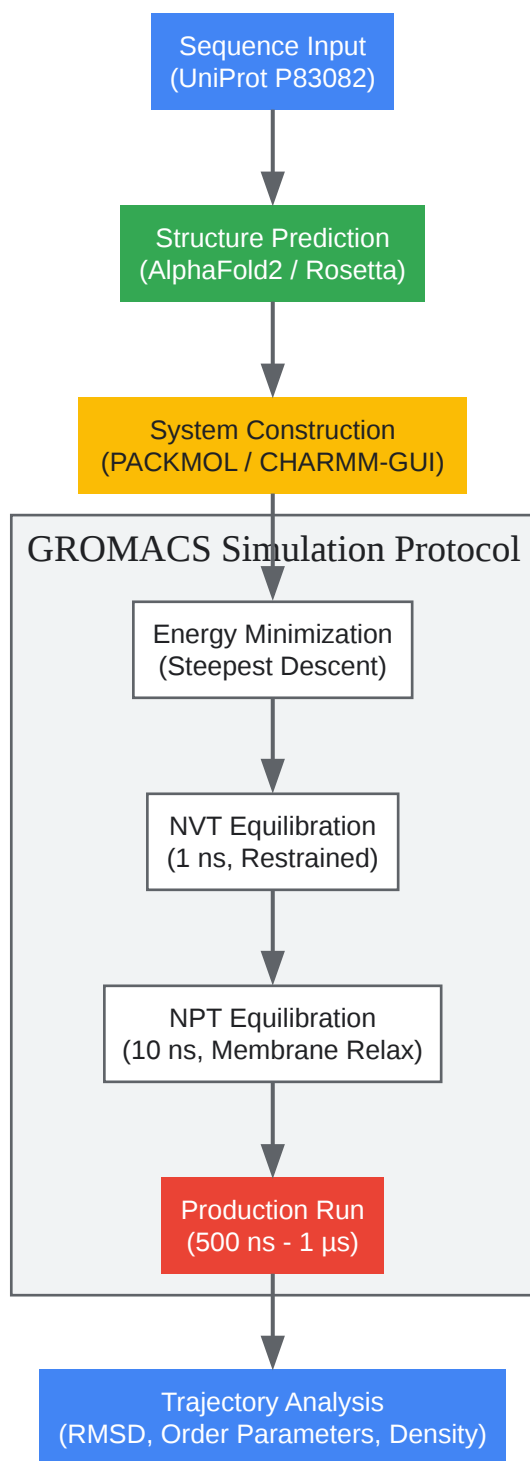 Sequence Input
(UniProt P83082)
Structure Prediction
(AlphaFold2 / Rosetta)
System Construction
(PACKMOL / CHARMM-GUI)
GROMACS Simulation Protocol
Energy Minimization
(Steepest Descent)
NVT Equilibration
(1 ns, Restrained)
NPT Equilibration
(10 ns, Membrane Relax)
Production Run
(500 ns - 1 µs)
Trajectory Analysis
(RMSD, Order Parameters, Density)